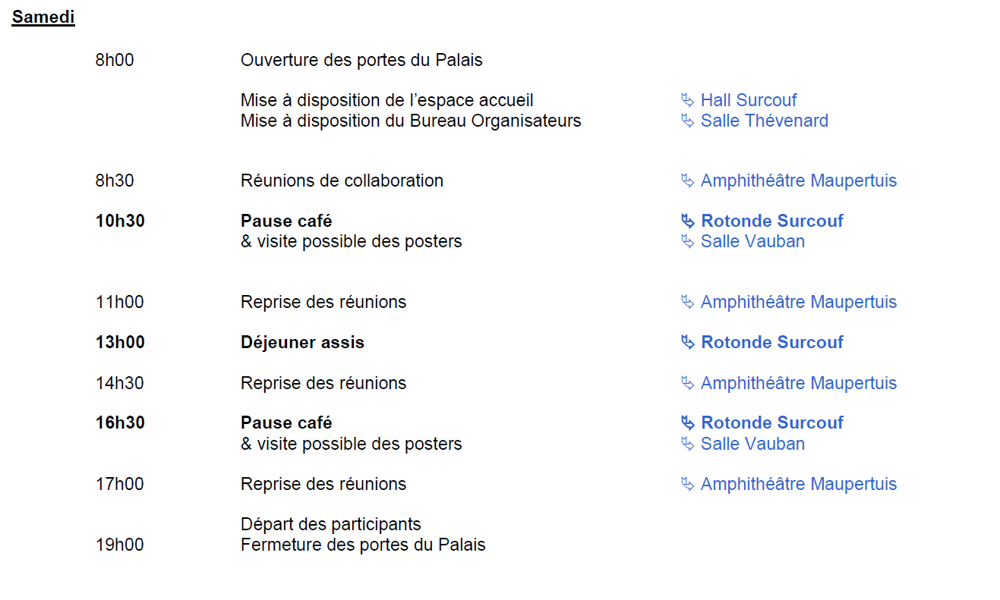 Samedi
8h00 Ouverture des portes du Palais
Mise à disposition de l’espace accueil ⮱ Hall Surcouf
Mise à disposition du Bureau Organisateurs ⮱ Salle Thévenard
8h30 Réunions de collaboration ⮱ Amphithéâtre Maupertuis
10h30 Pause café ⮱ Rotonde Surcouf
& visite possible des posters ⮱ Salle Vauban
11h00 Reprise des réunions ⮱ Amphithéâtre Maupertuis
13h00 Déjeuner assis ⮱ Rotonde Surcouf
14h30 Reprise des réunions ⮱ Amphithéâtre Maupertuis
16h30 Pause café ⮱ Rotonde Surcouf
& visite possible des posters ⮱ Salle Vauban
17h00 Reprise des réunions ⮱ Amphithéâtre Maupertuis
Départ des participants
19h00 Fermeture des portes du Palais